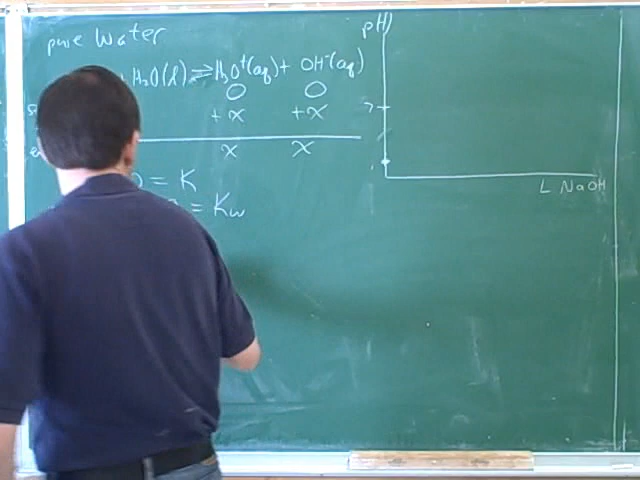 pure Water
H₂O(l) ⇌ H₃O⁺(aq) + OH⁻(aq)
0 0
+x +x
x x
= K
= Kw
pH
7
L NaOH